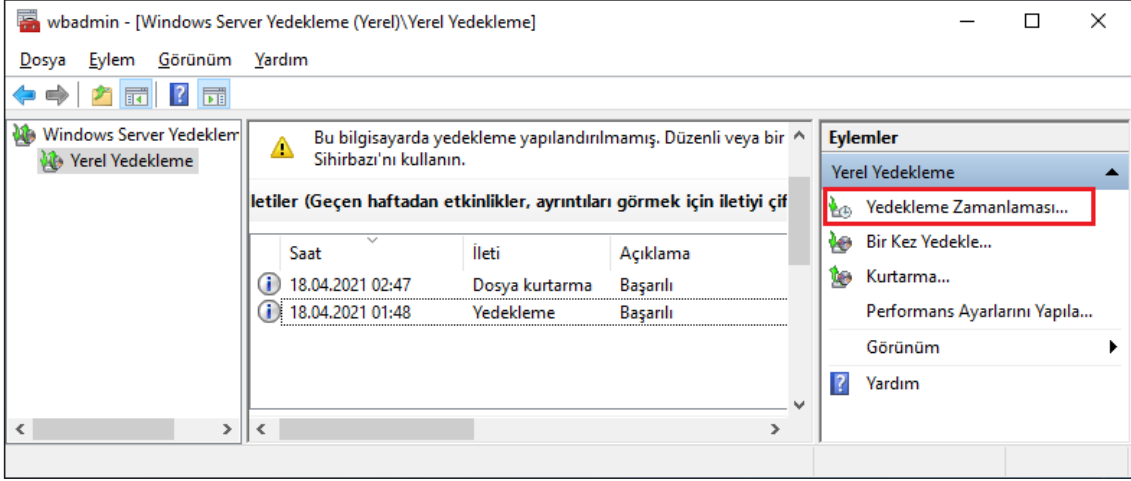 wbadmin - [Windows Server Yedekleme (Yerel)\Yerel Yedekleme]
Dosya Eylem Görünüm Yardım
Windows Server Yedeklem
Yerel Yedekleme
Bu bilgisayarda yedekleme yapılandırılmamış. Düzenli veya bir
Sihirbazı'nı kullanın.
letiler (Geçen haftadan etkinlikler, ayrıntıları görmek için iletiyi çif
Saat İleti Açıklama
18.04.2021 02:47 Dosya kurtarma Başarılı
18.04.2021 01:48 Yedekleme Başarılı
Eylemler
Yerel Yedekleme
Yedekleme Zamanlaması...
Bir Kez Yedekle...
Kurtarma...
Performans Ayarlarını Yapıla...
Görünüm
Yardım